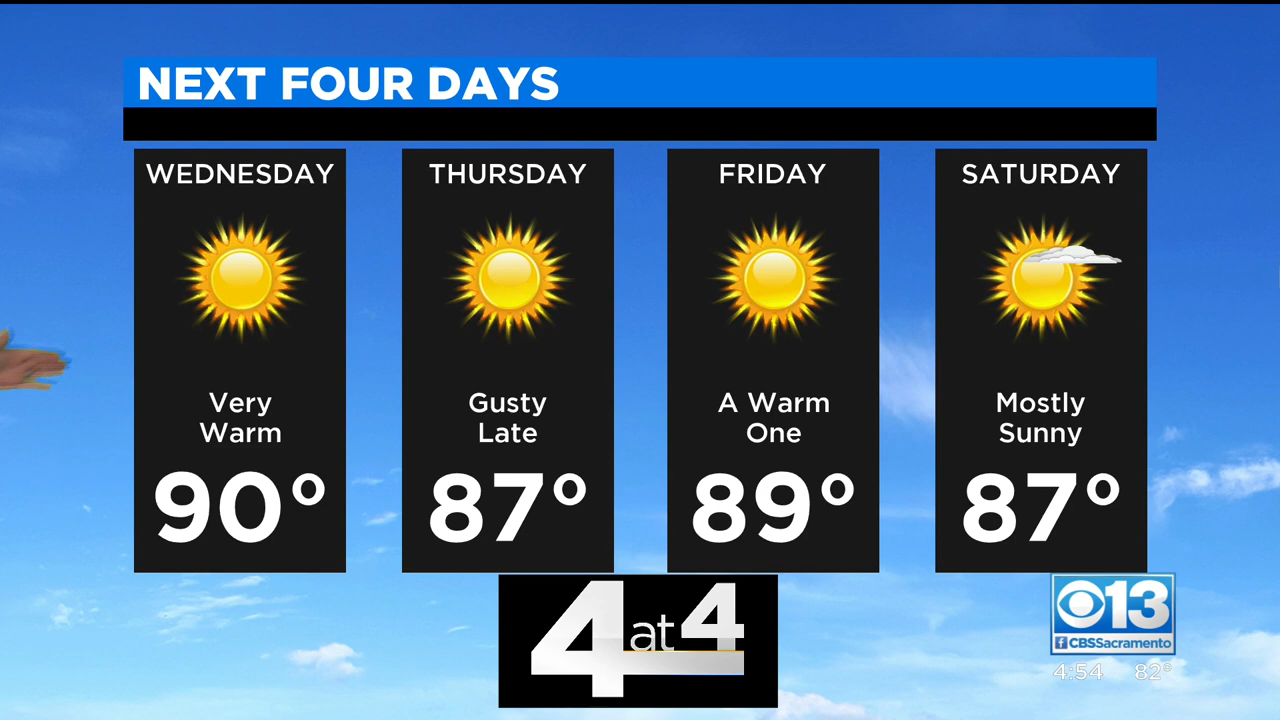 NEXT FOUR DAYS
WEDNESDAY
Very
Warm
90°
THURSDAY
Gusty
Late
87°
FRIDAY
A Warm
One
89°
SATURDAY
Mostly
Sunny
87°
4 at 4
13
f CBSSacramento
4:54 82°